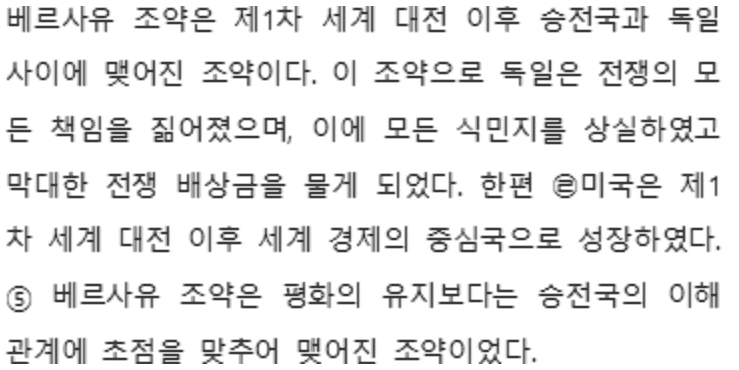 베르사유 조약은 제1차 세계 대전 이후 승전국과 독일
사이에 맺어진 조약이다. 이 조약으로 독일은 전쟁의 모
든 책임을 짊어졌으며, 이에 모든 식민지를 상실하였고
막대한 전쟁 배상금을 물게 되었다. 한편 ㉣미국은 제1
차 세계 대전 이후 세계 경제의 중심국으로 성장하였다.
⑤ 베르사유 조약은 평화의 유지보다는 승전국의 이해
관계에 초점을 맞추어 맺어진 조약이었다.